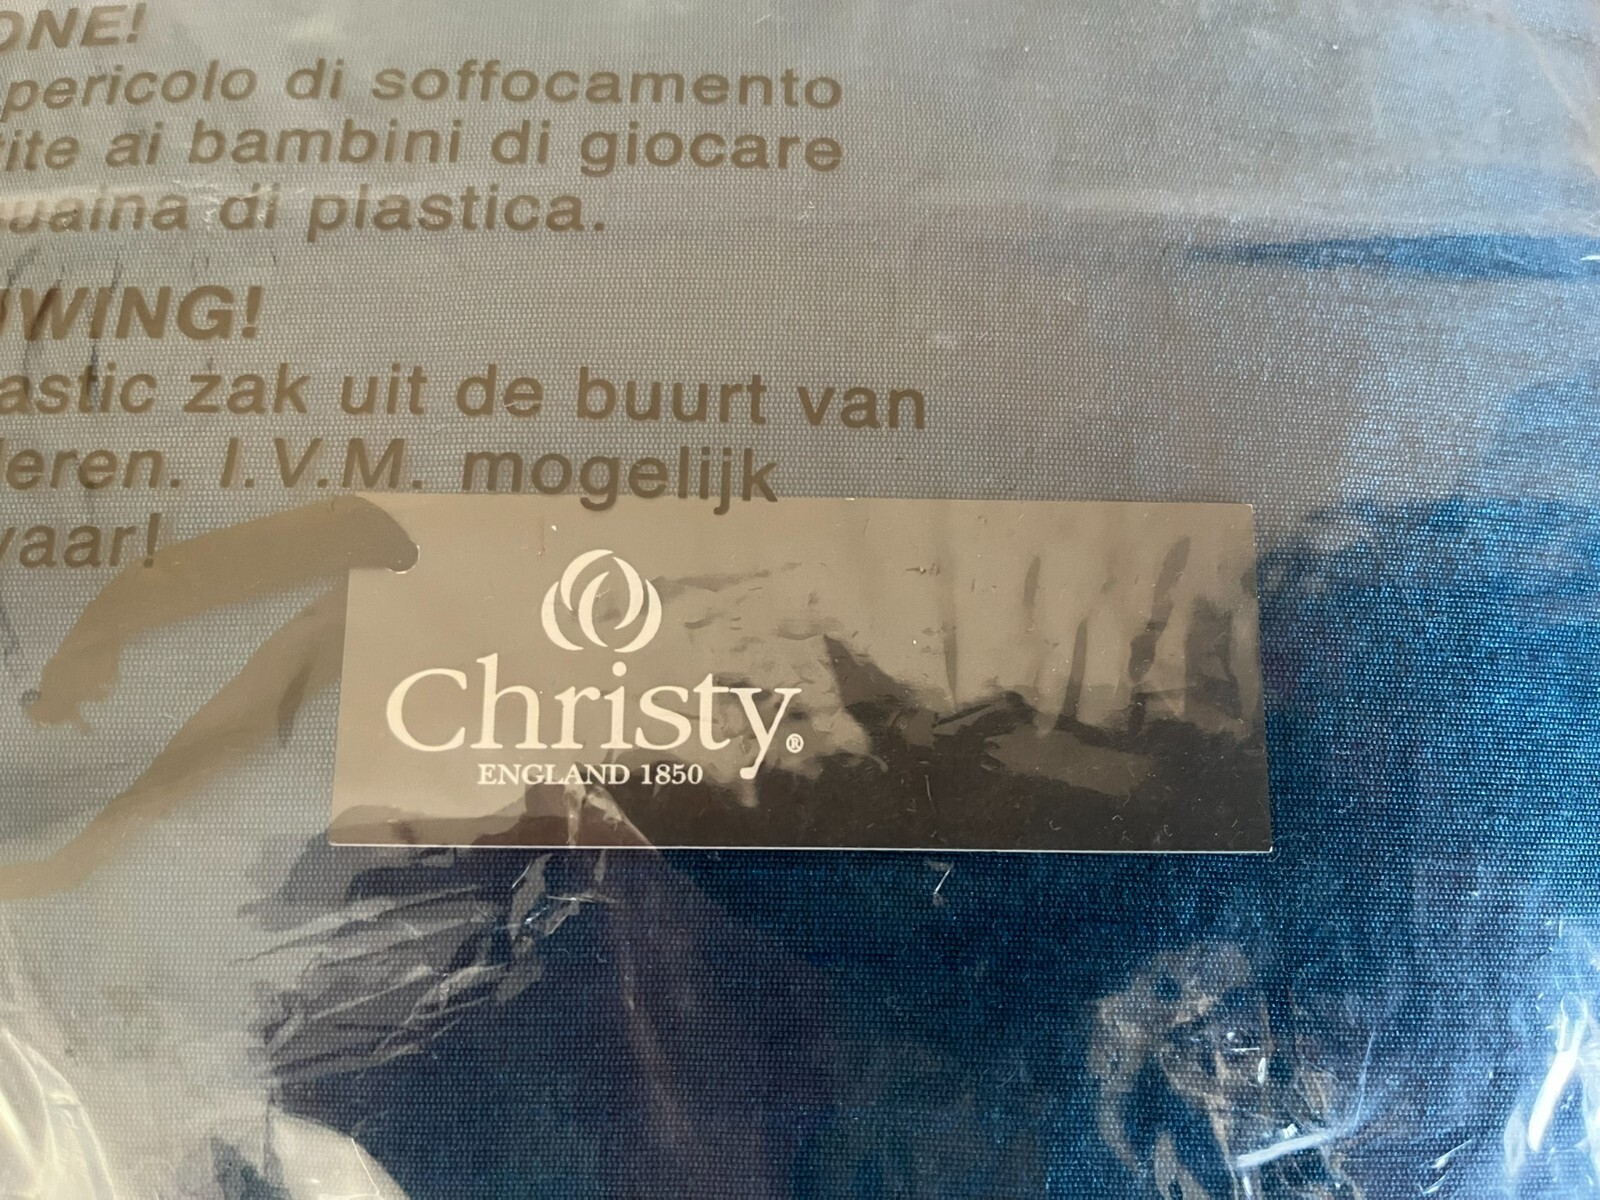 ONE!
pericolo di soffocamento
ite ai bambini di giocare
uaina di plastica.
WING!
astic zak uit de buurt van
eren. I.V.M. mogelijk
vaar!
Christy®
ENGLAND 1850